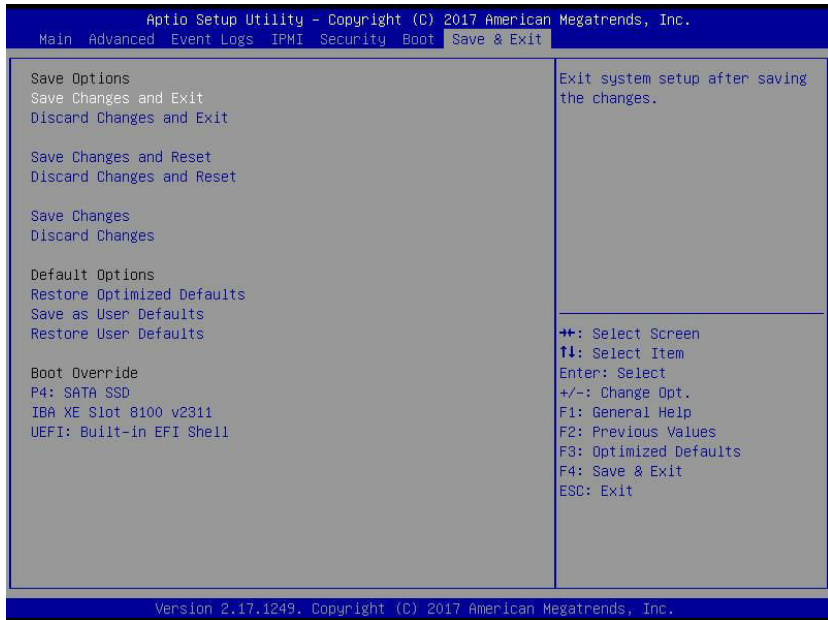 Aptio Setup Utility – Copyright (C) 2017 American Megatrends, Inc.
Main Advanced Event Logs IPMI Security Boot Save & Exit
Save Options
Save Changes and Exit
Discard Changes and Exit
Save Changes and Reset
Discard Changes and Reset
Save Changes
Discard Changes
Default Options
Restore Optimized Defaults
Save as User Defaults
Restore User Defaults
Boot Override
P4: SATA SSD
IBA XE Slot 8100 v2311
UEFI: Built-in EFI Shell
Exit system setup after saving
the changes.
→←: Select Screen
↑↓: Select Item
Enter: Select
+/-: Change Opt.
F1: General Help
F2: Previous Values
F3: Optimized Defaults
F4: Save & Exit
ESC: Exit
Version 2.17.1249. Copyright (C) 2017 American Megatrends, Inc.